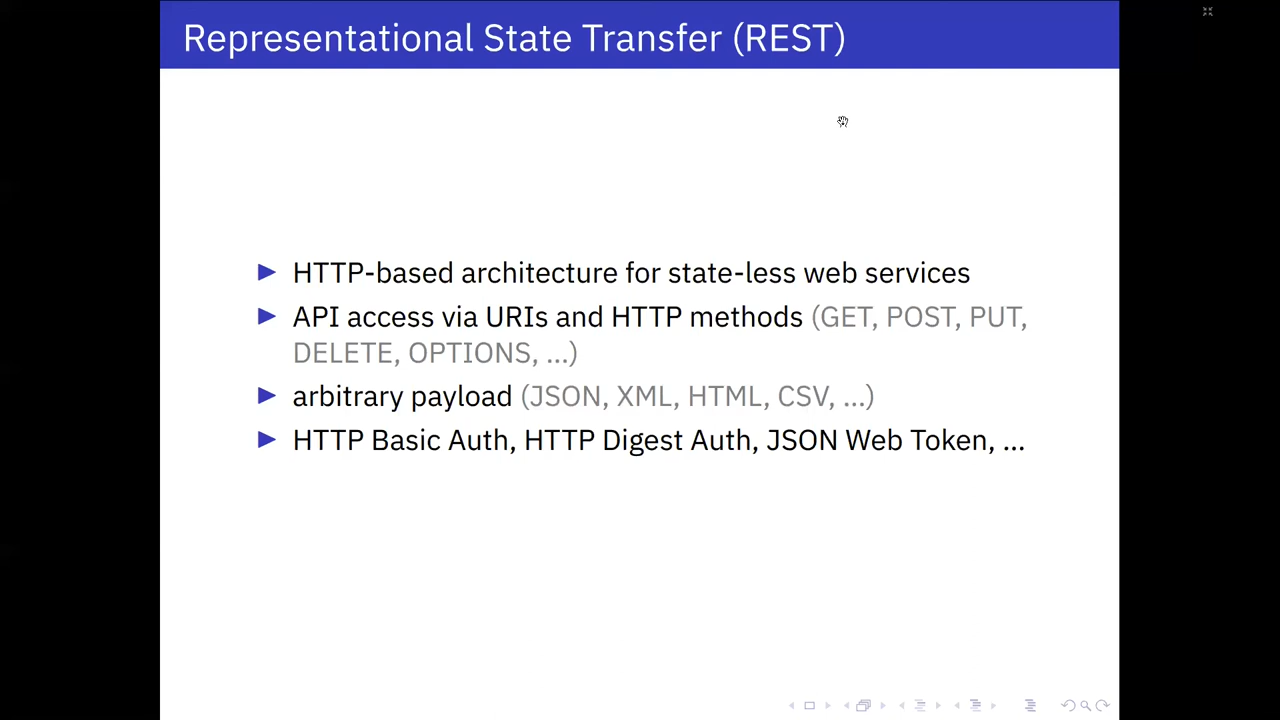 Representational State Transfer (REST)
HTTP-based architecture for state-less web services
API access via URIs and HTTP methods (GET, POST, PUT,
DELETE, OPTIONS, ...)
arbitrary payload (JSON, XML, HTML, CSV, ...)
HTTP Basic Auth, HTTP Digest Auth, JSON Web Token, ...